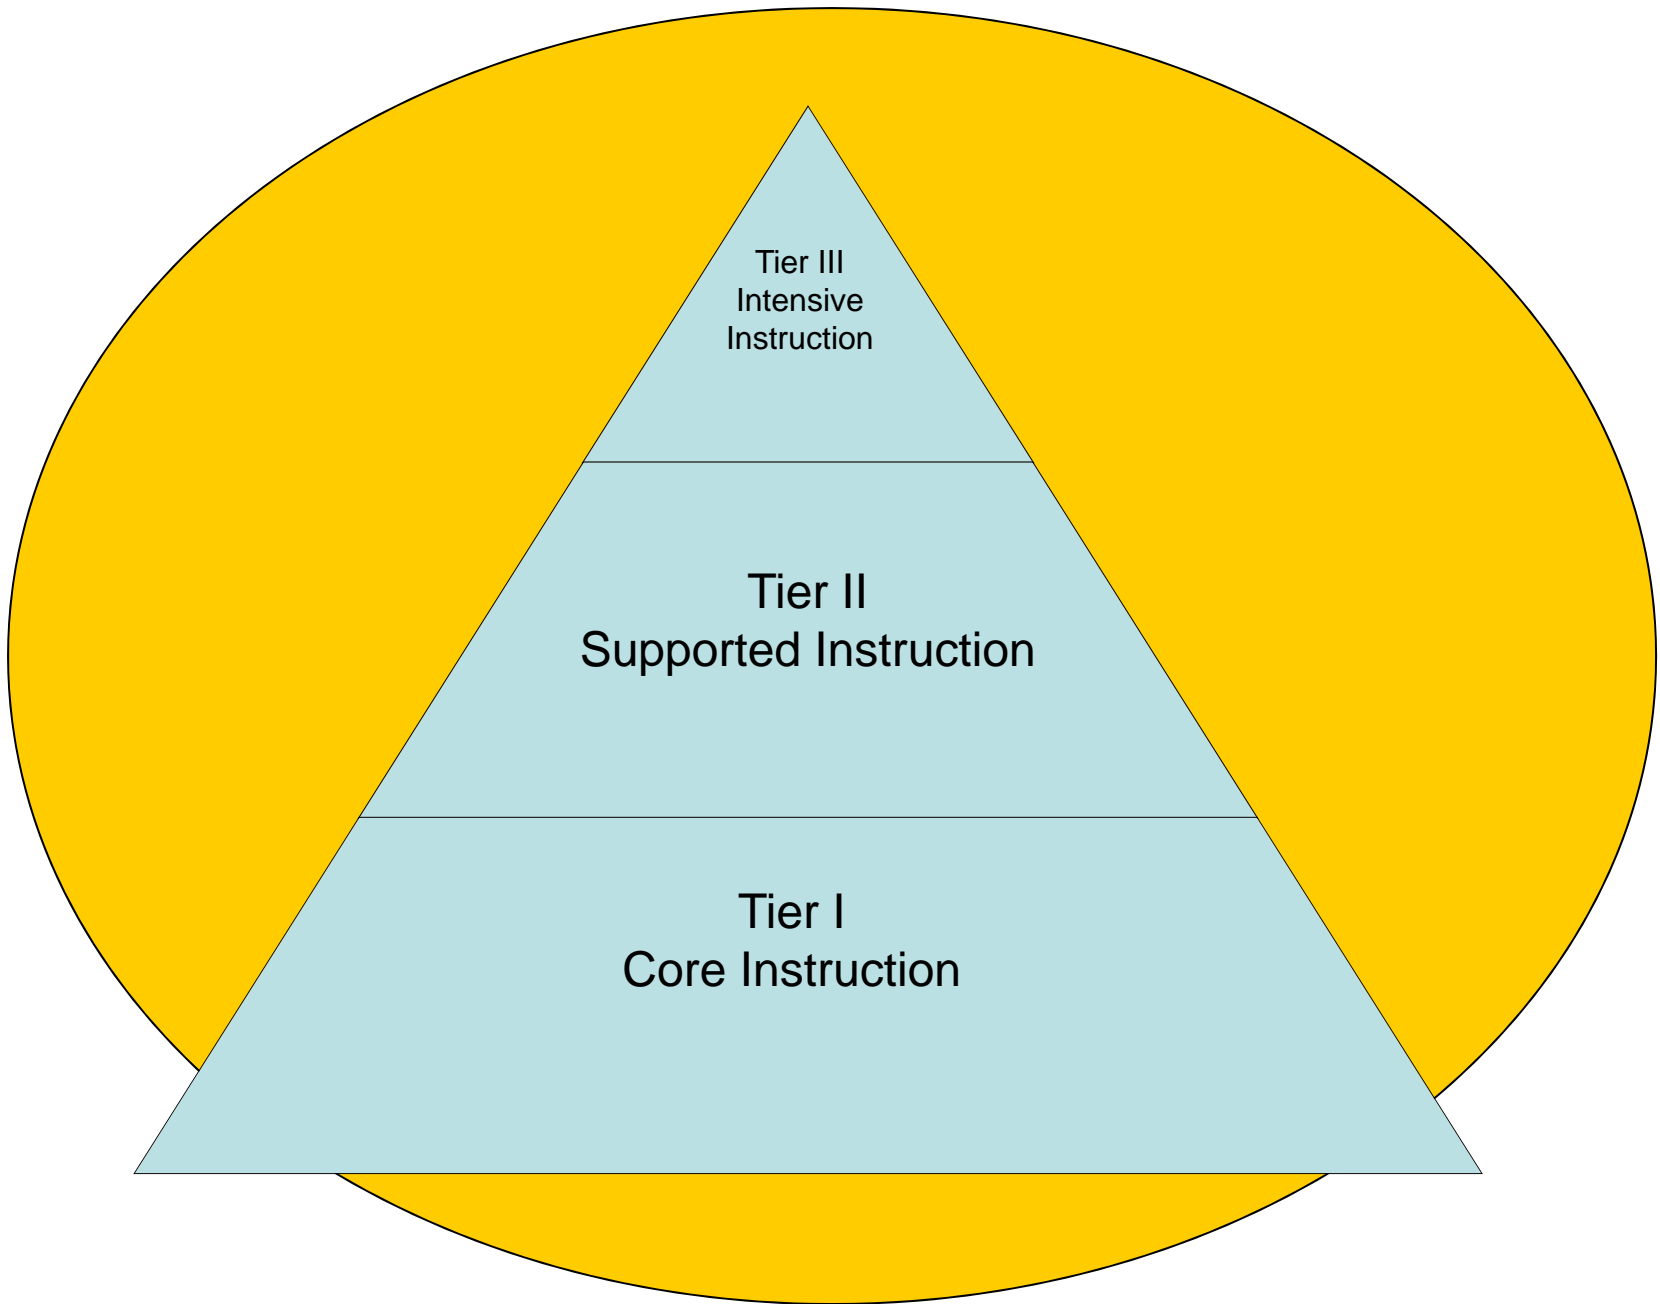 Tier III
Intensive
Instruction
Tier II
Supported Instruction
Tier I
Core Instruction